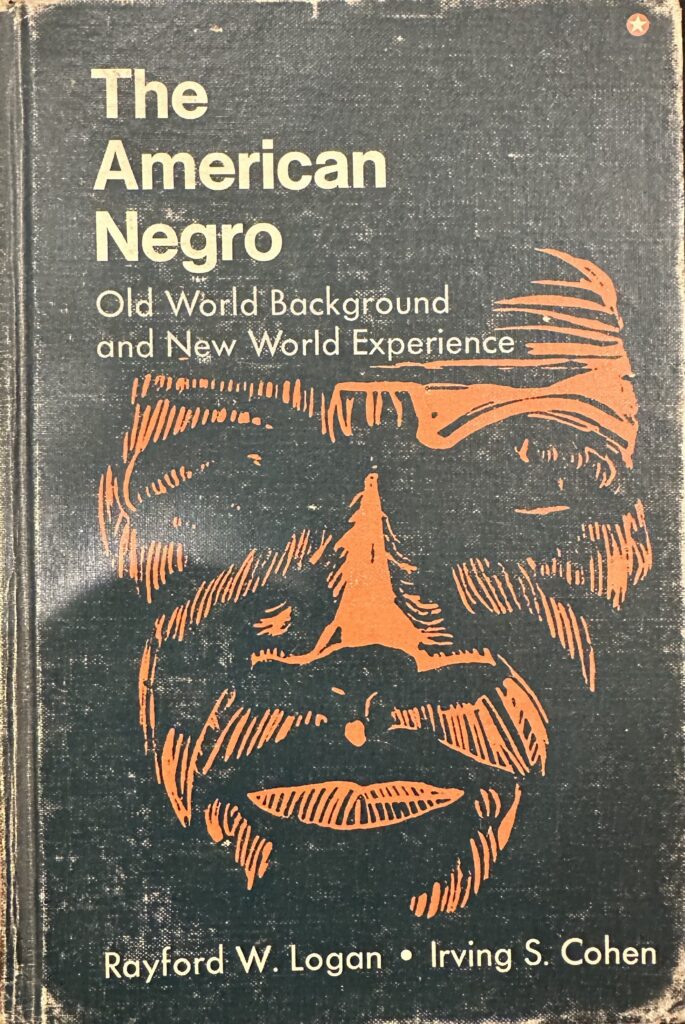 The
American
Negro
Old World Background
and New World Experience
Rayford W. Logan • Irving S. Cohen